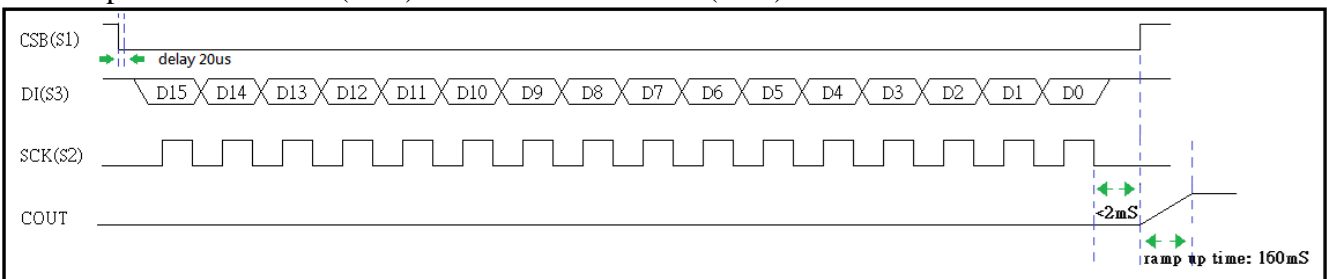 CSB(S1)
delay 20us
DI(S3) D15 D14 D13 D12 D11 D10 D9 D8 D7 D6 D5 D4 D3 D2 D1 D0
SCK(S2)
<2mS
COUT
ramp up time: 160mS